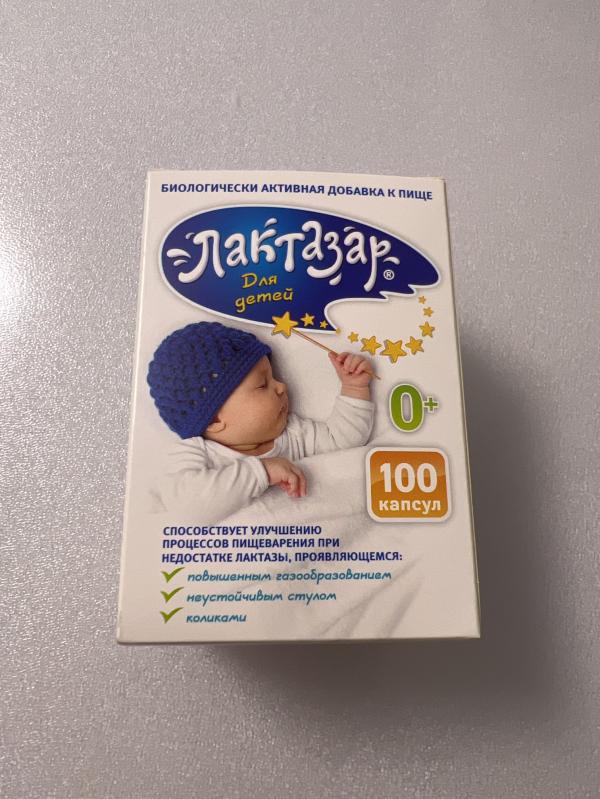 БИОЛОГИЧЕСКИ АКТИВНАЯ ДОБАВКА К ПИЩЕ
Лактазар®
Для
детей
0+
100
капсул
СПОСОБСТВУЕТ УЛУЧШЕНИЮ
ПРОЦЕССОВ ПИЩЕВАРЕНИЯ ПРИ
НЕДОСТАТКЕ ЛАКТАЗЫ, ПРОЯВЛЯЮЩЕМСЯ:
повышенным газообразованием
неустойчивым стулом
коликами